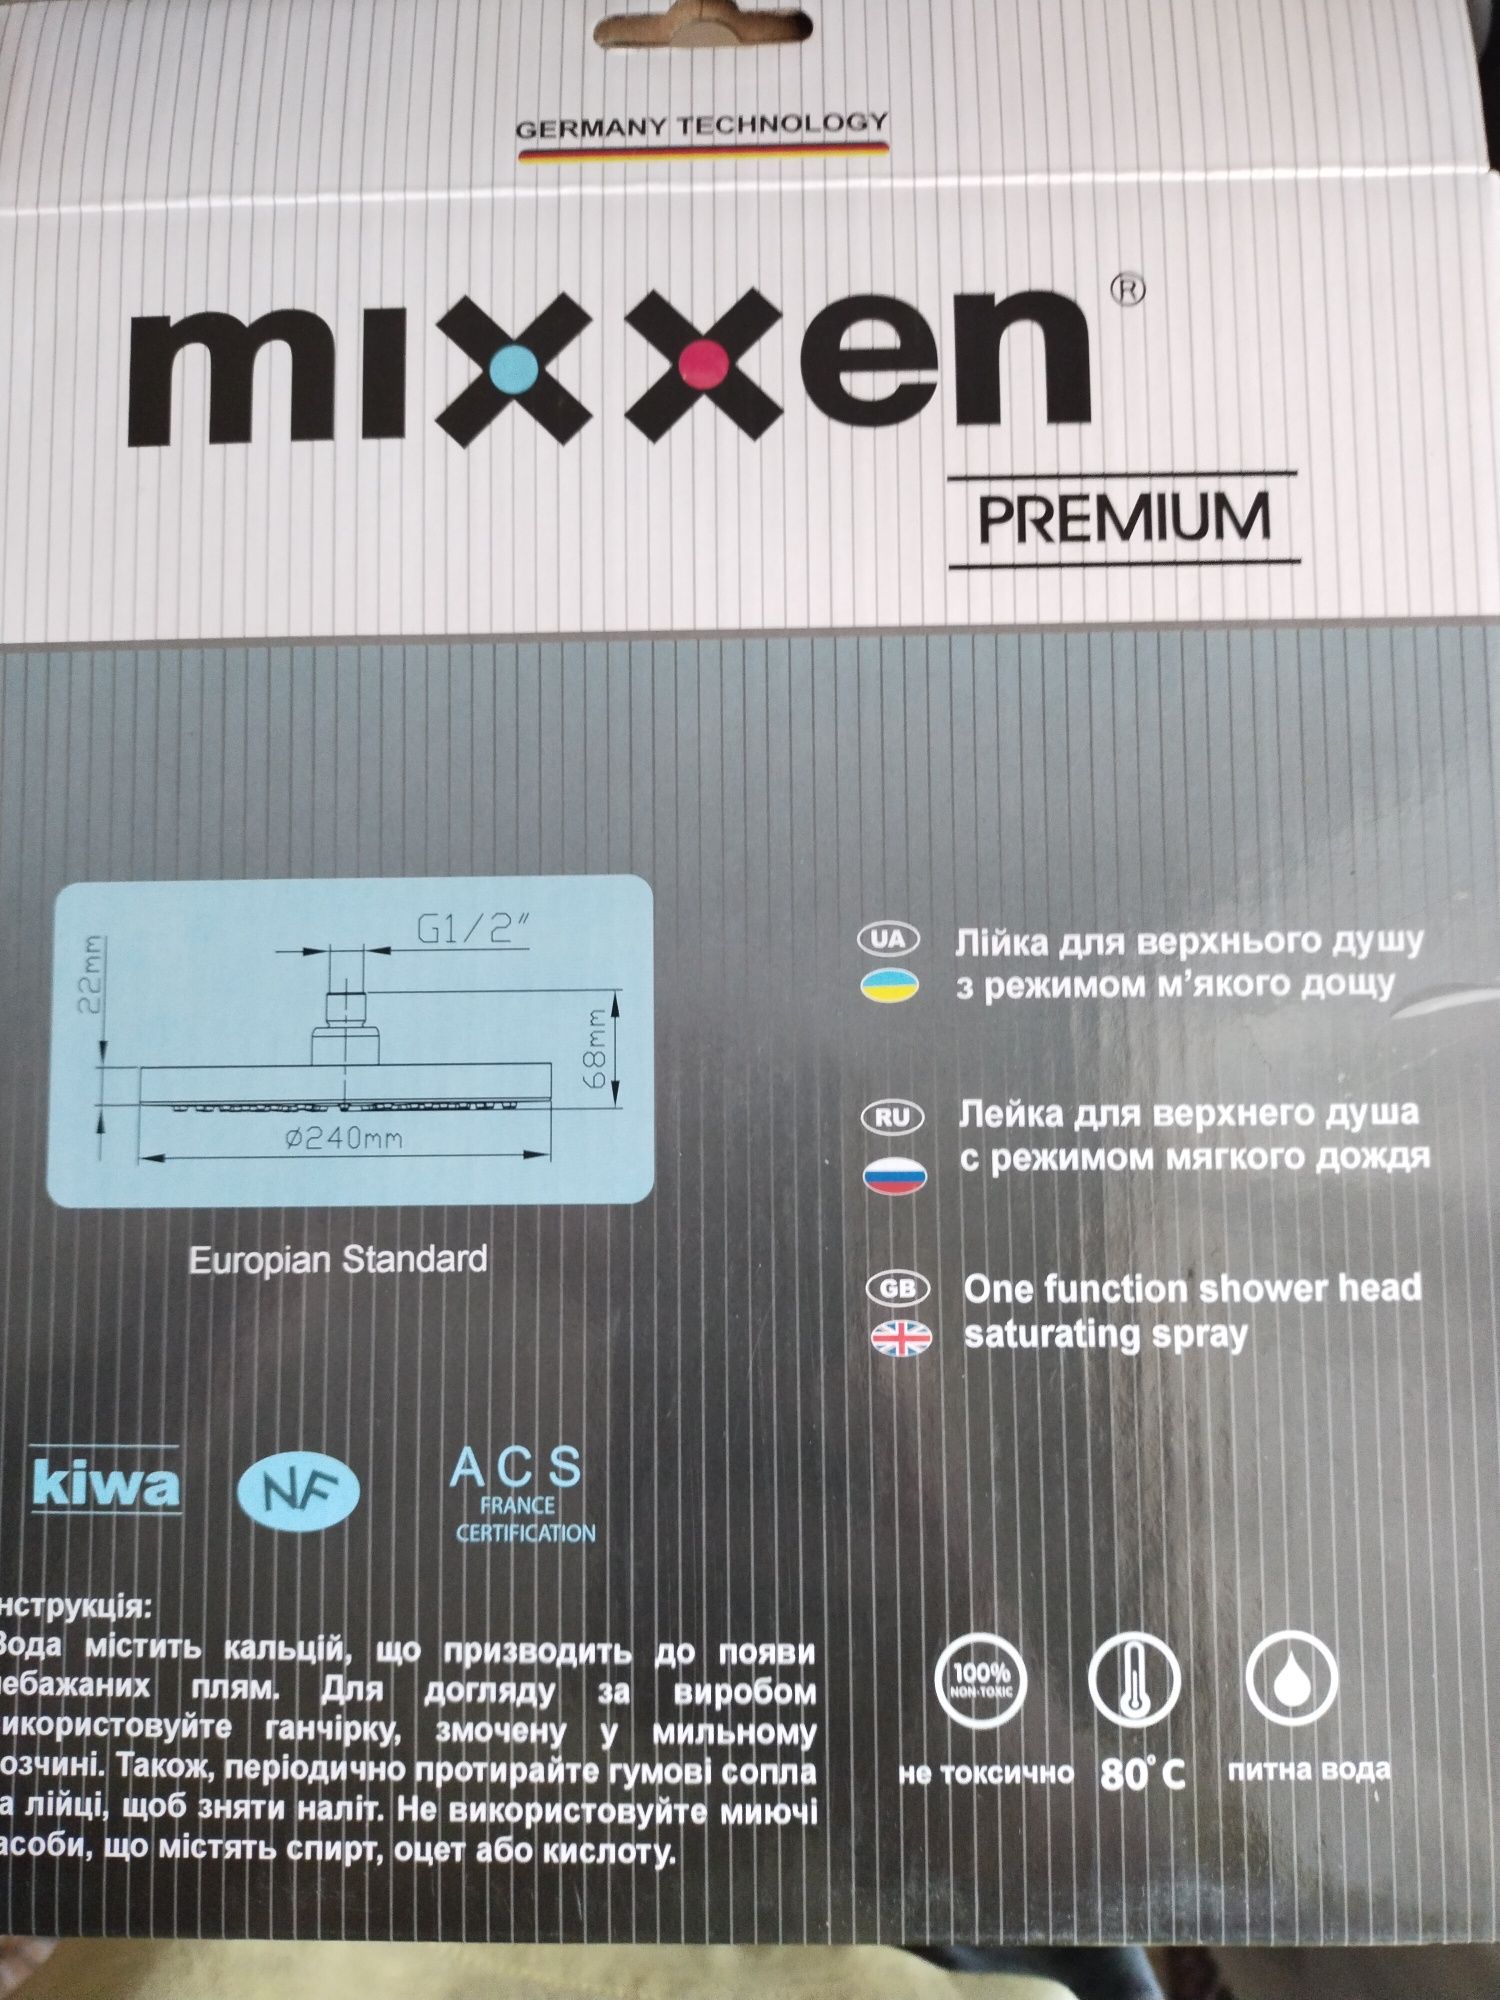 GERMANY TECHNOLOGY
mixxen®
PREMIUM
G1/2"
22mm
68mm
ø240mm
Europian Standard
UA Лійка для верхнього душу
з режимом м'якого дощу
RU Лейка для верхнего душа
с режимом мягкого дождя
GB One function shower head
saturating spray
kiwa
NF
ACS
FRANCE
CERTIFICATION
нструкція:
Вода містить кальцій, що призводить до появи
ебажаних плям. Для догляду за виробом
икористовуйте ганчірку, змочену у мильному
озчині. Також, періодично протирайте гумові сопла
а лійці, щоб зняти наліт. Не використовуйте миючі
асоби, що містять спирт, оцет або кислоту.
100%
NON-TOXIC
не токсично
80°C
питна вода